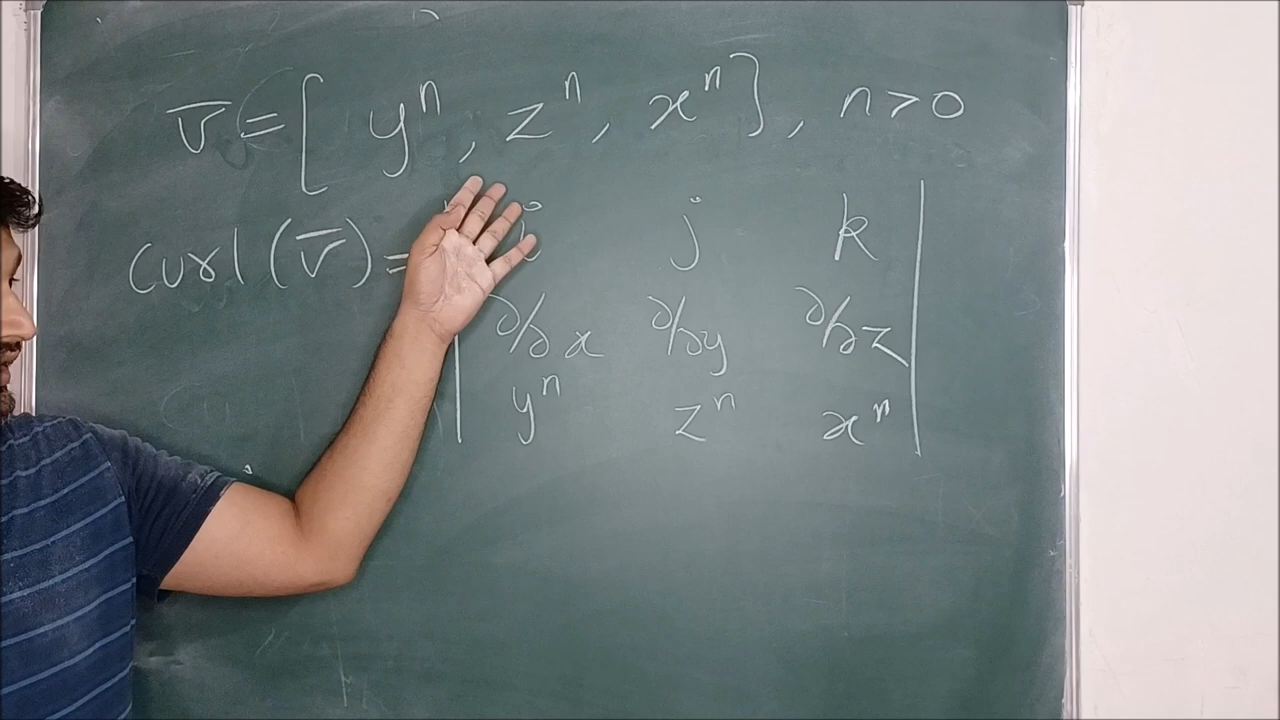 v̄ = [ yⁿ, zⁿ, xⁿ ], n > 0
curl (v̄) = | i j k |
| ∂/∂x ∂/∂y ∂/∂z |
| yⁿ zⁿ xⁿ |